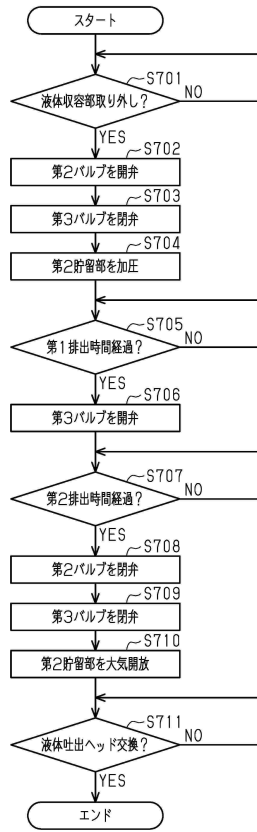 スタート
S701
液体収容部取り外し?
NO
YES
S702
第2バルブを開弁
S703
第3バルブを閉弁
S704
第2貯留部を加圧
S705
第1排出時間経過?
NO
YES
S706
第3バルブを開弁
S707
第2排出時間経過?
NO
YES
S708
第2バルブを閉弁
S709
第3バルブを閉弁
S710
第2貯留部を大気開放
S711
液体吐出ヘッド交換?
NO
YES
エンド